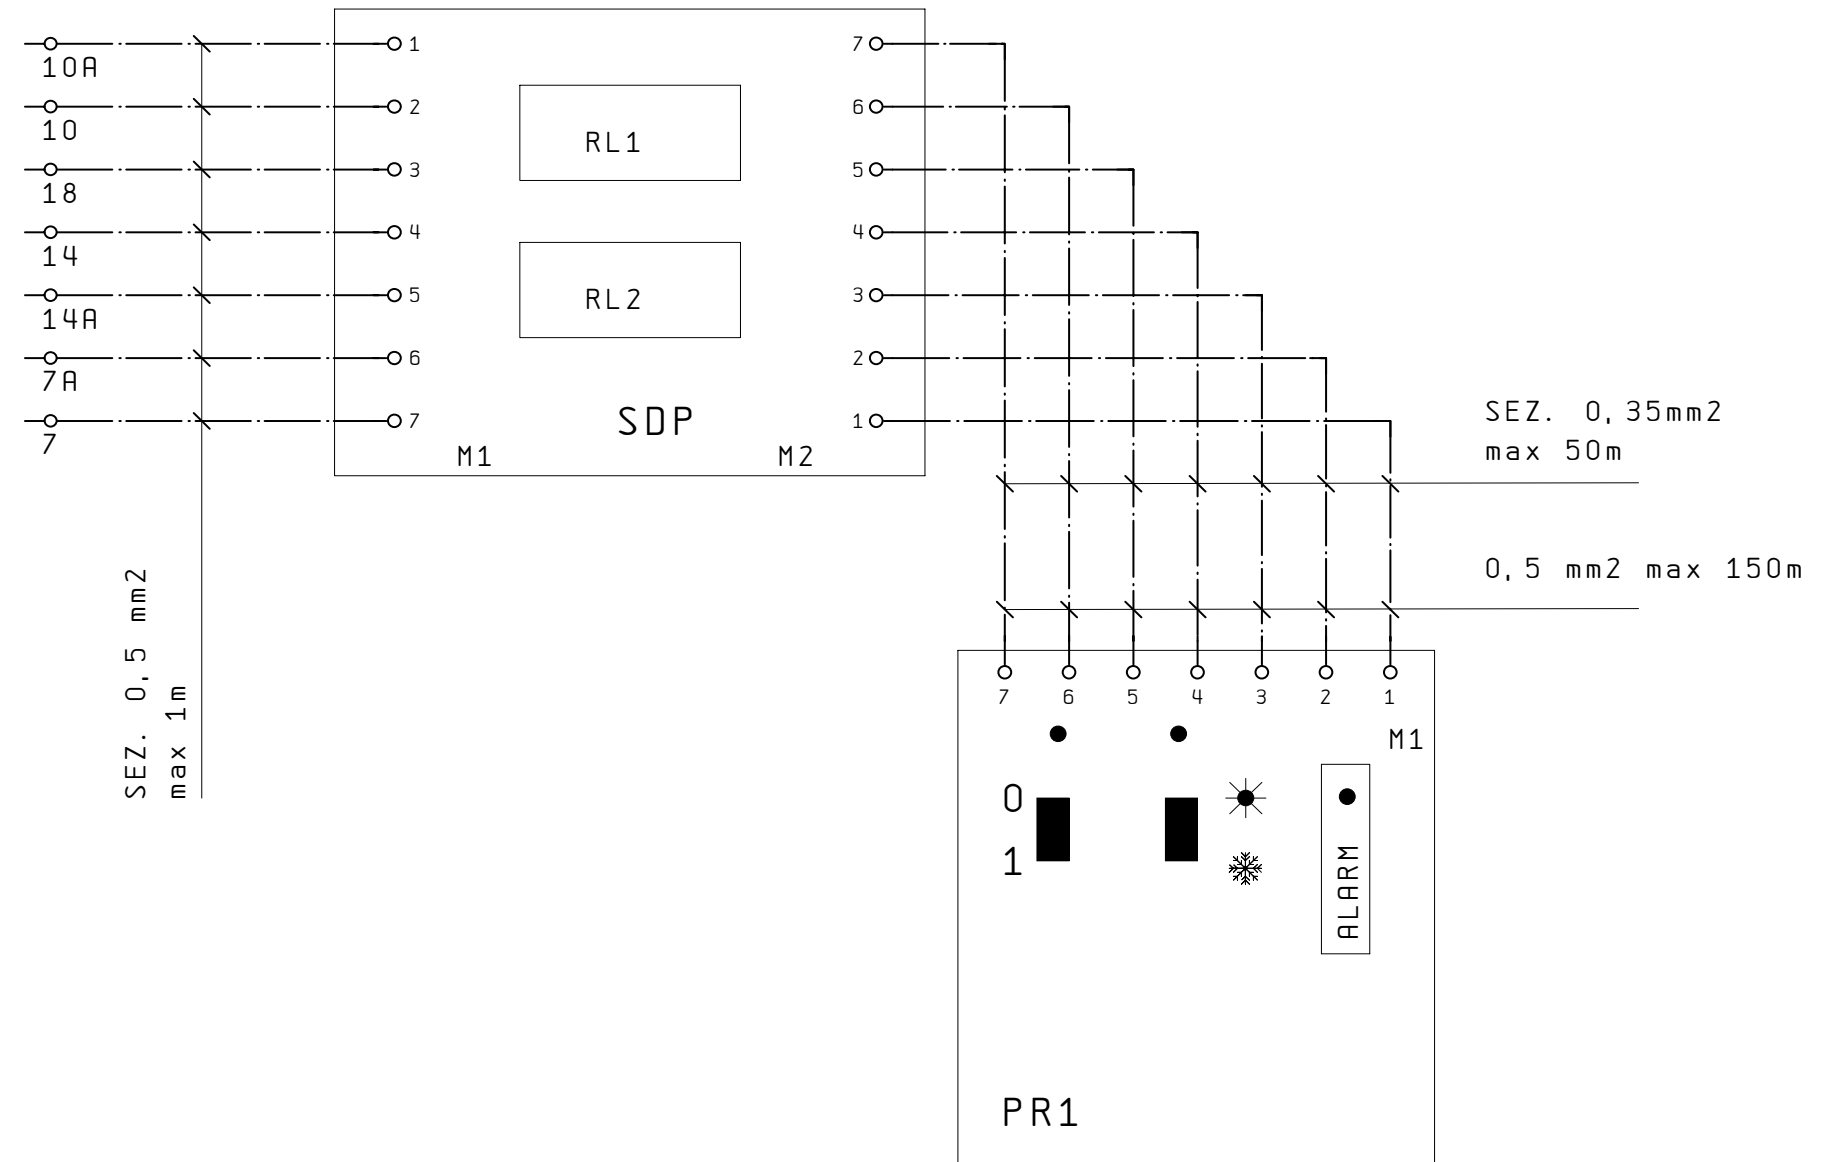 1 7
10A
2 6
10
RL1
3 5
18
4 4
14
5 3
RL2
14A
6 2
7A
7 SDP 1
7
M1 M2
SEZ. 0,35mm2
max 50m
0,5 mm2 max 150m
SEZ. 0,5 mm2
max 1m
7 6 5 4 3 2 1
M1
0
1
ALARM
PR1